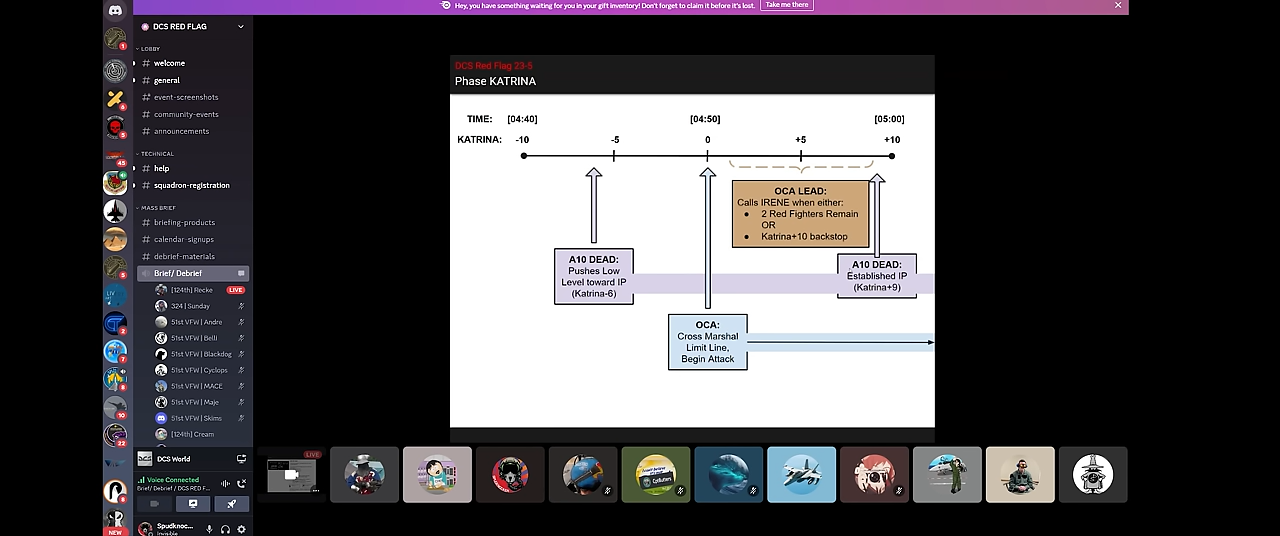 Hey, you have something waiting for you in your gift inventory! Don't forget to claim it before it's lost.
Take me there
DCS RED FLAG
LOBBY
welcome
general
event-screenshots
community-events
announcements
TECHNICAL
help
squadron-registration
MASS BRIEF
briefing-products
calendar-signups
debrief-materials
Brief/ Debrief
[124th] Recke
LIVE
324 | Sunday
51st VFW | Andre
51st VFW | Belli
51st VFW | Blackdog
51st VFW | Cyclops
51st VFW | MACE
51st VFW | Maje
51st VFW | Skims
[124th] Cream
DCS World
Voice Connected
Brief/ Debrief / DCS RED F...
Spudknoc...
Invisible
NEW
DCS Red Flag 23-5
Phase KATRINA
TIME: [04:40] [04:50] [05:00]
KATRINA: -10 -5 0 +5 +10
OCA LEAD:
Calls IRENE when either:
● 2 Red Fighters Remain
OR
● Katrina+10 backstop
A10 DEAD:
Pushes Low
Level toward IP
(Katrina-6)
A10 DEAD:
Established IP
(Katrina+9)
OCA:
Cross Marshal
Limit Line,
Begin Attack
LIVE